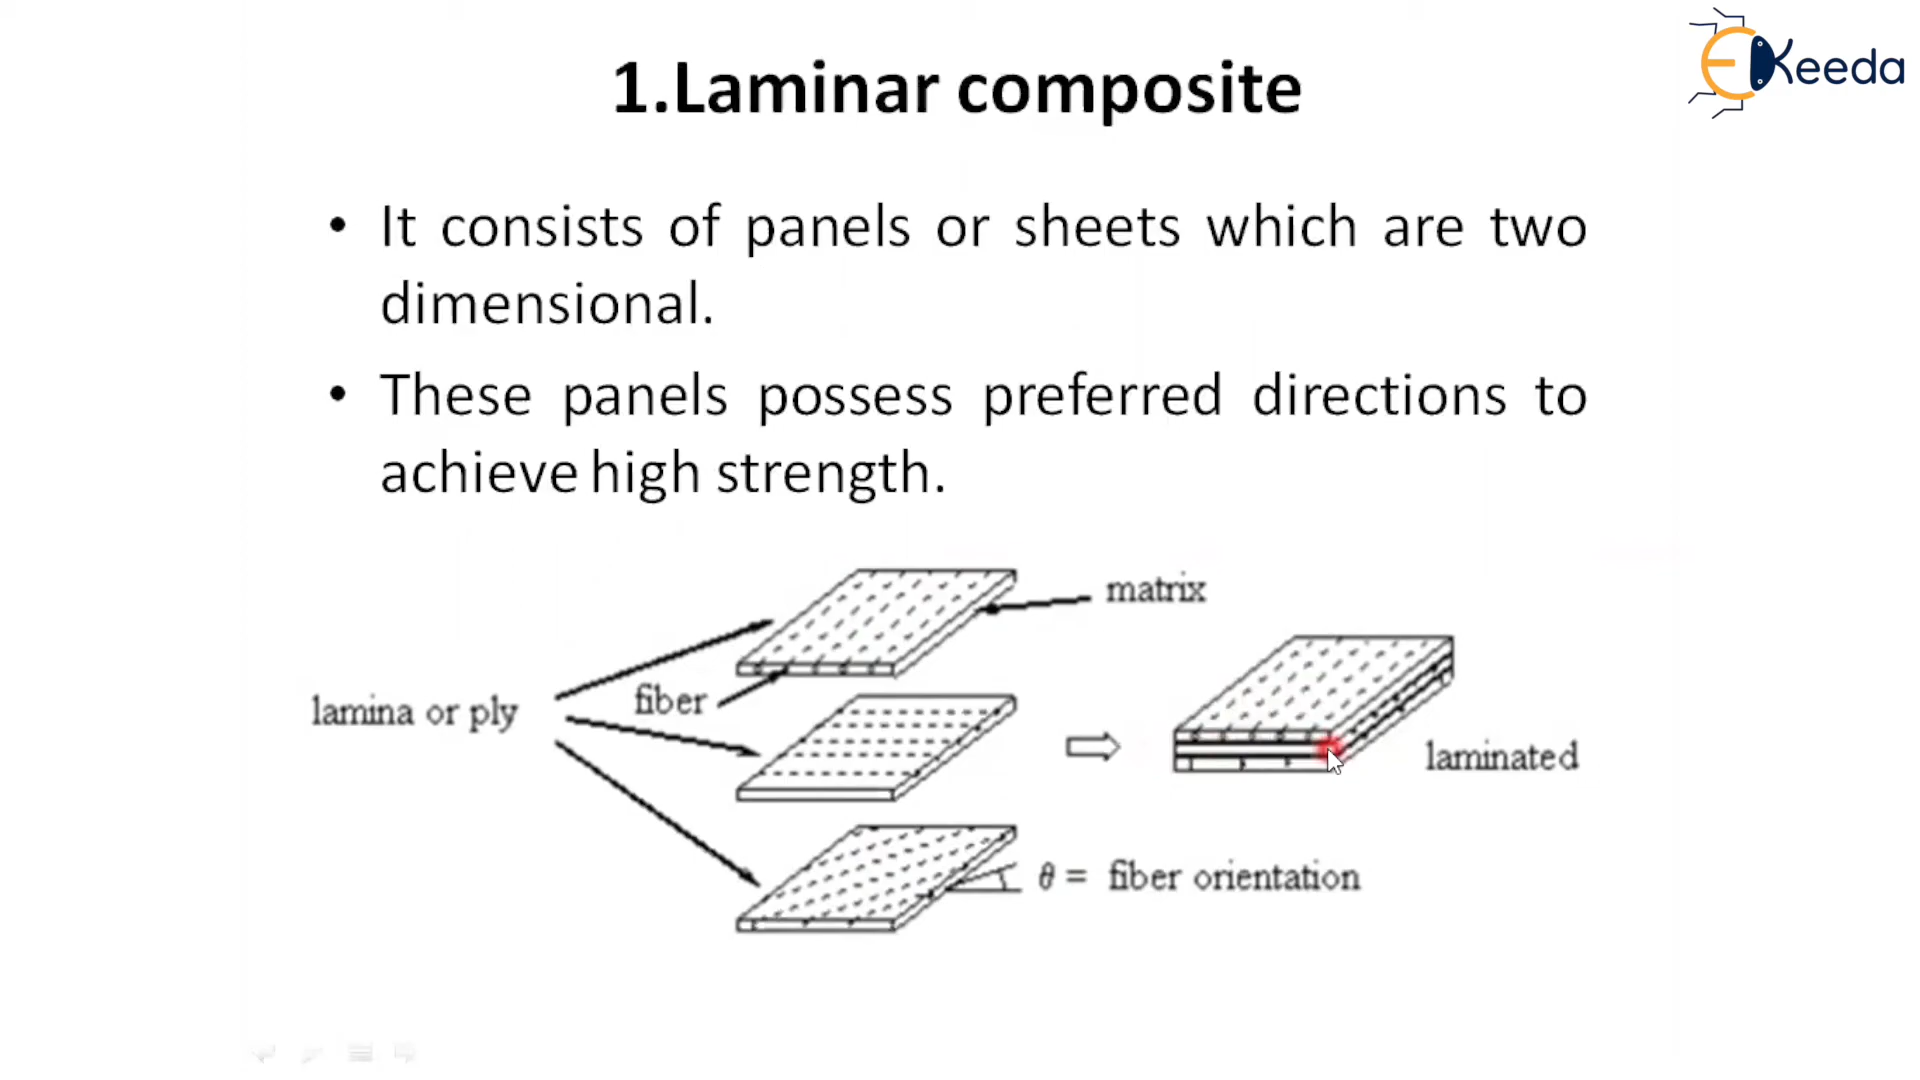 EKeeda
1.Laminar composite
• It consists of panels or sheets which are two
dimensional.
• These panels possess preferred directions to
achieve high strength.
matrix
lamina or ply
fiber
laminated
θ = fiber orientation